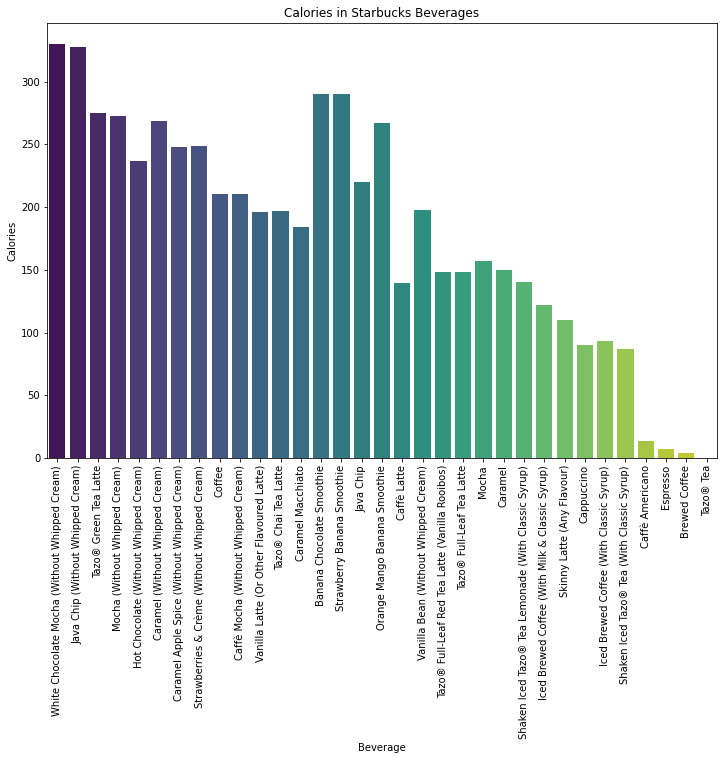 Calories in Starbucks Beverages
Calories
300
250
200
150
100
50
0
White Chocolate Mocha (Without Whipped Cream)
Java Chip (Without Whipped Cream)
Tazo® Green Tea Latte
Mocha (Without Whipped Cream)
Hot Chocolate (Without Whipped Cream)
Caramel (Without Whipped Cream)
Caramel Apple Spice (Without Whipped Cream)
Strawberries & Crème (Without Whipped Cream)
Coffee
Caffè Mocha (Without Whipped Cream)
Vanilla Latte (Or Other Flavoured Latte)
Tazo® Chai Tea Latte
Caramel Macchiato
Banana Chocolate Smoothie
Strawberry Banana Smoothie
Java Chip
Orange Mango Banana Smoothie
Caffè Latte
Vanilla Bean (Without Whipped Cream)
Tazo® Full-Leaf Red Tea Latte (Vanilla Rooibos)
Tazo® Full-Leaf Tea Latte
Mocha
Caramel
Shaken Iced Tazo® Tea Lemonade (With Classic Syrup)
Iced Brewed Coffee (With Milk & Classic Syrup)
Skinny Latte (Any Flavour)
Cappuccino
Iced Brewed Coffee (With Classic Syrup)
Shaken Iced Tazo® Tea (With Classic Syrup)
Caffè Americano
Espresso
Brewed Coffee
Tazo® Tea
Beverage